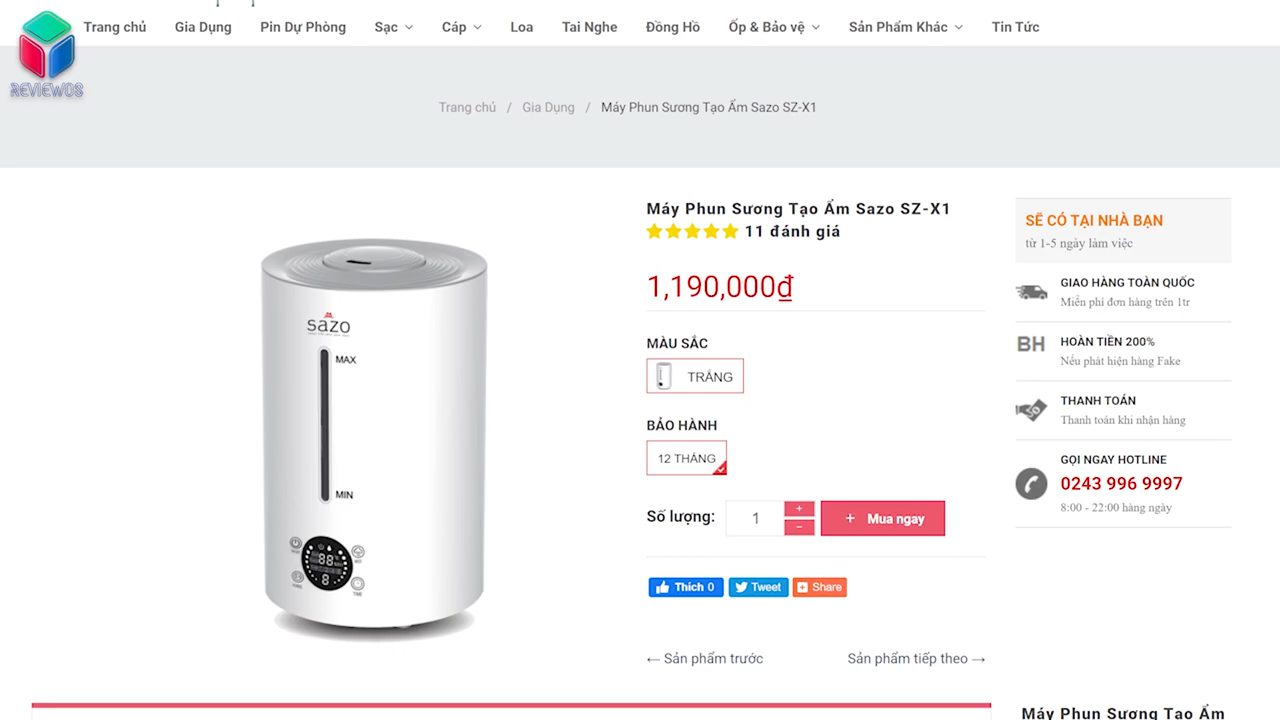 Trang chủ Gia Dụng Pin Dự Phòng Sạc Cáp Loa Tai Nghe Đồng Hồ Ốp & Bảo vệ Sản Phẩm Khác Tin Tức
REVIEWOS
Trang chủ / Gia Dụng / Máy Phun Sương Tạo Ẩm Sazo SZ-X1
sazo
MAX
MIN
88
8
Máy Phun Sương Tạo Ẩm Sazo SZ-X1
11 đánh giá
1,190,000₫
MÀU SẮC
TRẮNG
BẢO HÀNH
12 THÁNG
Số lượng: 1 + − + Mua ngay
Thích 0 Tweet Share
← Sản phẩm trước Sản phẩm tiếp theo →
SẼ CÓ TẠI NHÀ BẠN
từ 1-5 ngày làm việc
GIAO HÀNG TOÀN QUỐC
Miễn phí đơn hàng trên 1tr
BH
HOÀN TIỀN 200%
Nếu phát hiện hàng Fake
THANH TOÁN
Thanh toán khi nhận hàng
GỌI NGAY HOTLINE
0243 996 9997
8:00 - 22:00 hàng ngày
Máy Phun Sương Tạo Ẩm